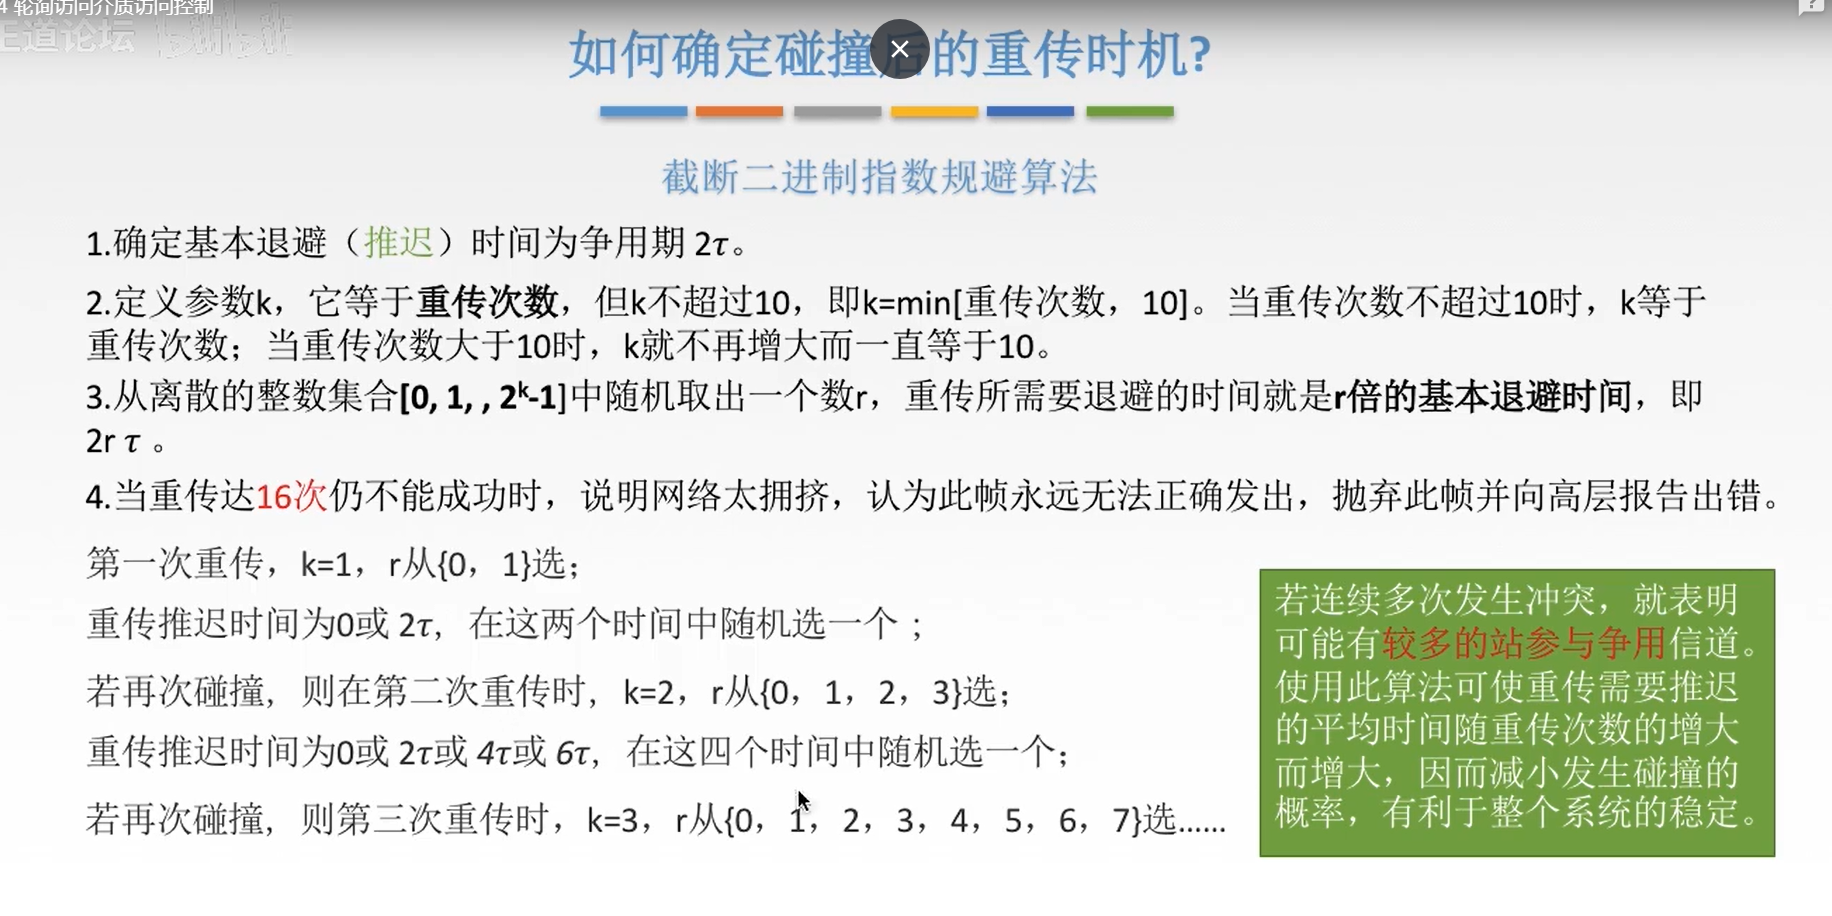 4 轮询访问介质访问控制
王道论坛 bilibili
如何确定碰撞后的重传时机?
截断二进制指数规避算法
1.确定基本退避（推迟）时间为争用期 2τ。
2.定义参数k，它等于重传次数，但k不超过10，即k=min[重传次数，10]。当重传次数不超过10时，k等于
重传次数；当重传次数大于10时，k就不再增大而一直等于10。
3.从离散的整数集合[0, 1, , 2ᵏ-1]中随机取出一个数r，重传所需要退避的时间就是r倍的基本退避时间，即
2r τ 。
4.当重传达16次仍不能成功时，说明网络太拥挤，认为此帧永远无法正确发出，抛弃此帧并向高层报告出错。
第一次重传，k=1，r从{0，1}选；
重传推迟时间为0或 2τ，在这两个时间中随机选一个；
若再次碰撞，则在第二次重传时，k=2，r从{0，1，2，3}选；
重传推迟时间为0或 2τ或 4τ或 6τ，在这四个时间中随机选一个；
若再次碰撞，则第三次重传时，k=3，r从{0，1，2，3，4，5，6，7}选......
若连续多次发生冲突，就表明
可能有较多的站参与争用信道。
使用此算法可使重传需要推迟
的平均时间随重传次数的增大
而增大，因而减小发生碰撞的
概率，有利于整个系统的稳定。